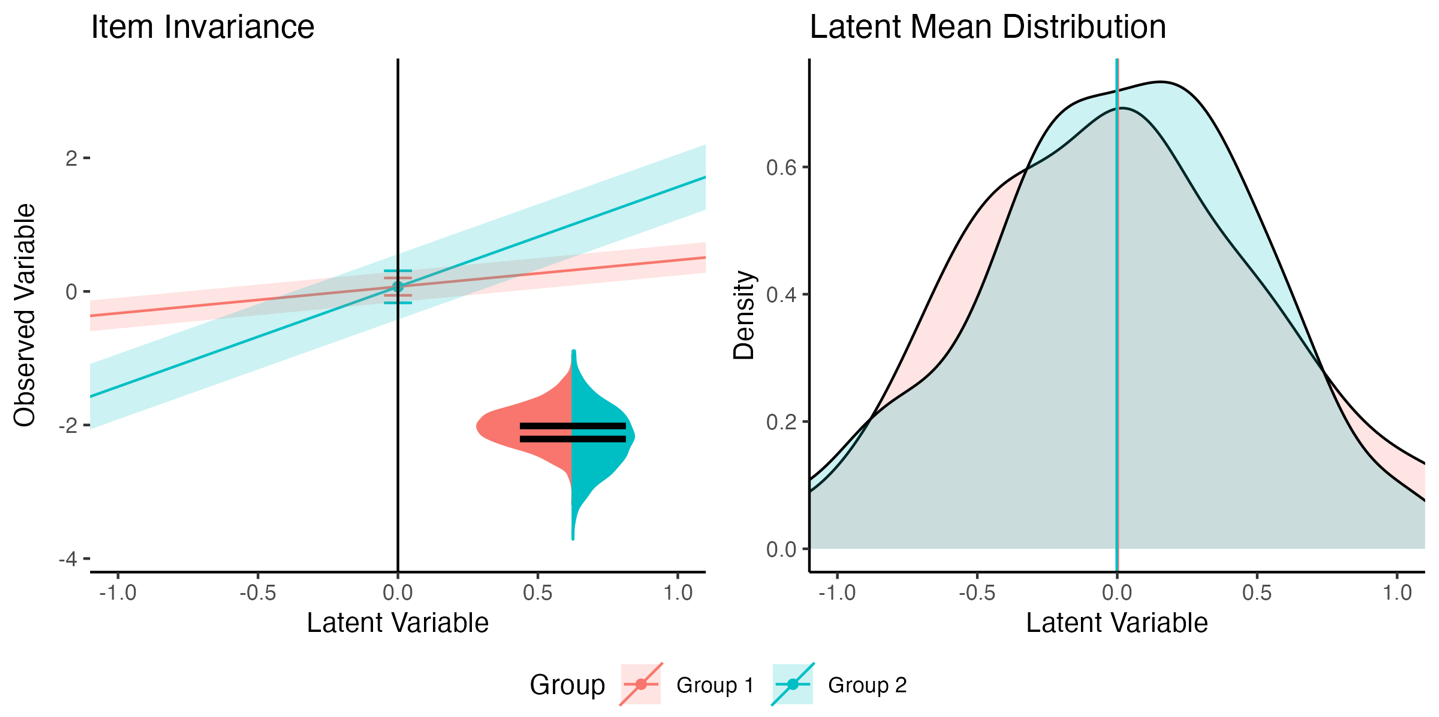 Item Invariance
Observed Variable
2
0
-2
-4
-1.0 -0.5 0.0 0.5 1.0
Latent Variable
Latent Mean Distribution
Density
0.6
0.4
0.2
0.0
-1.0 -0.5 0.0 0.5 1.0
Latent Variable
Group Group 1 Group 2